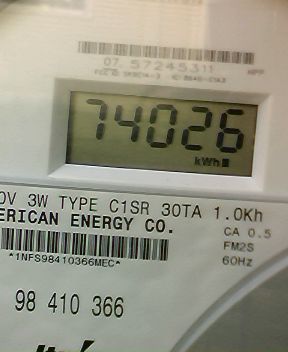 07. 57245311
74026
kWh
0V 3W TYPE C1SR 30TA 1.0Kh
ERICAN ENERGY CO.
CA 0.5
FM2S
*1NFS98410366MEC*
60Hz
98 410 366